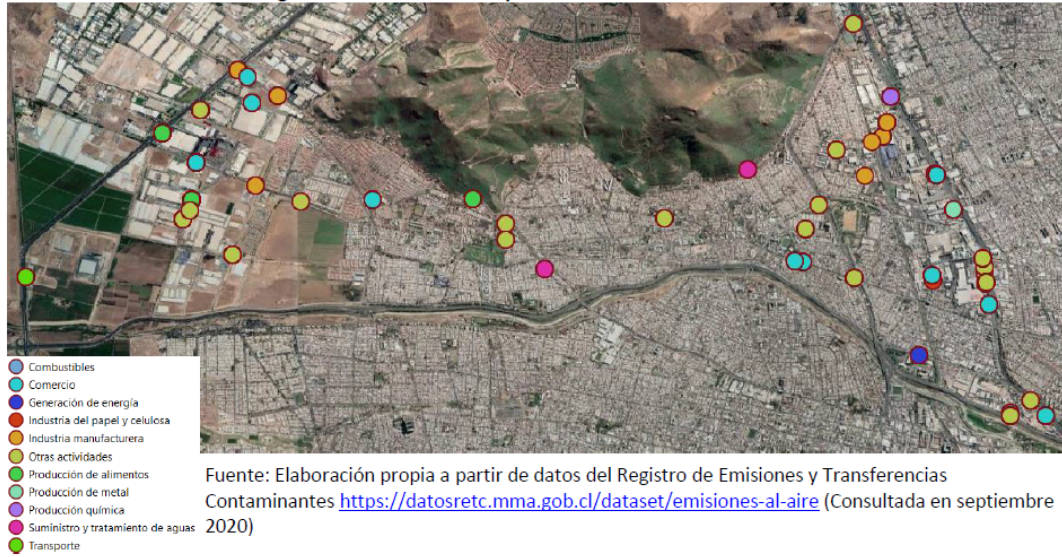 Combustibles
Comercio
Generación de energía
Industria del papel y celulosa
Industria manufacturera
Otras actividades
Producción de alimentos
Producción de metal
Producción química
Suministro y tratamiento de aguas
Transporte
Fuente: Elaboración propia a partir de datos del Registro de Emisiones y Transferencias
Contaminantes https://datosretc.mma.gob.cl/dataset/emisiones-al-aire (Consultada en septiembre
2020)